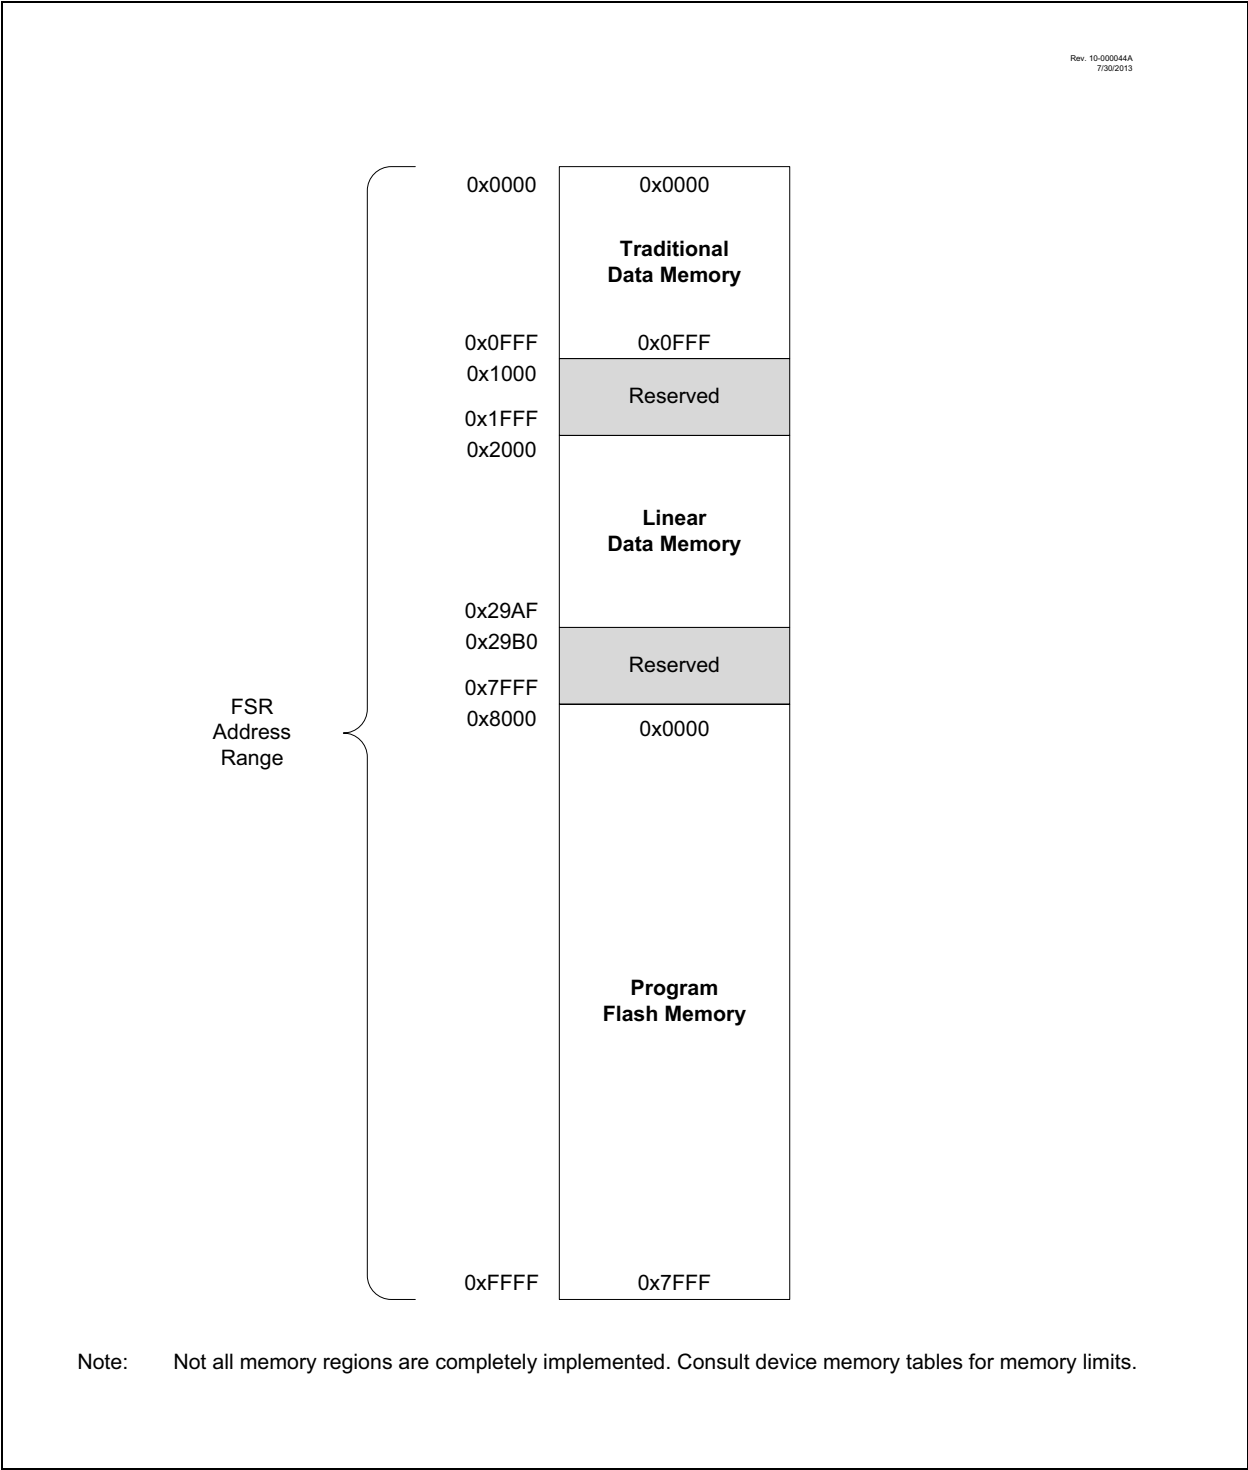 Rev. 10-000044A
7/30/2013
0x0000 0x0000
Traditional
Data Memory
0x0FFF 0x0FFF
0x1000
Reserved
0x1FFF
0x2000
Linear
Data Memory
0x29AF
0x29B0
Reserved
0x7FFF
0x8000 0x0000
FSR
Address
Range
Program
Flash Memory
0xFFFF 0x7FFF
Note: Not all memory regions are completely implemented. Consult device memory tables for memory limits.